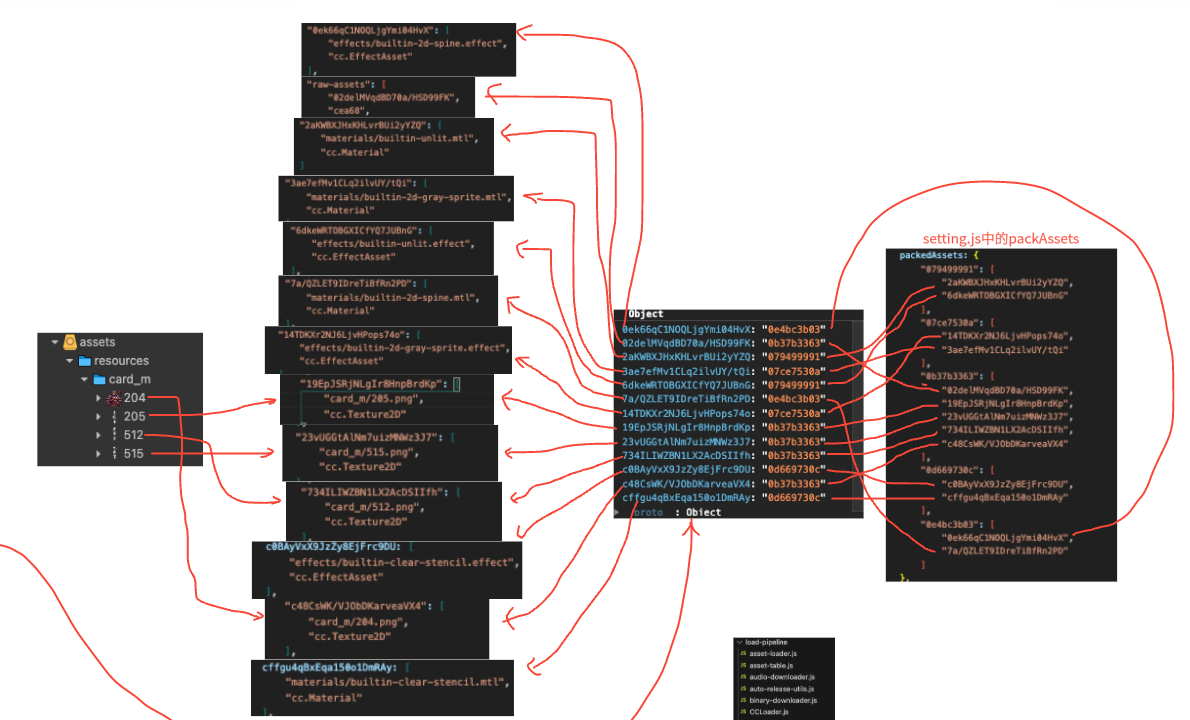 "0ek66qC1NOQLjgYmi04HvX": [
"effects/builtin-2d-spine.effect",
"cc.EffectAsset"
],
"raw-assets": [
"02delMVqdBD70a/HSD99FK",
"cea68",
"2aKWBXJHxKHLvrBUi2yYZQ": [
"materials/builtin-unlit.mtl",
"cc.Material"
]
"3ae7efMv1CLq2ilvUY/tQi": [
"materials/builtin-2d-gray-sprite.mtl",
"cc.Material"
"6dkeWRTOBGXICfYQ7JUBnG": [
"effects/builtin-unlit.effect",
"cc.EffectAsset"
],
"7a/QZLET9IDreTiBfRn2PD": [
"materials/builtin-2d-spine.mtl",
"cc.Material"
"14TDKXr2NJ6LjvHPops74o": [
"effects/builtin-2d-gray-sprite.effect",
"cc.EffectAsset"
"19EpJSRjNLgIr8HnpBrdKp": [
"card_m/205.png",
"cc.Texture2D"
"23vUGGtAlNm7uizMNWz3J7": [
"card_m/515.png",
"cc.Texture2D"
"734ILIWZBN1LX2AcDSIIfh": [
"card_m/512.png",
"cc.Texture2D"
c0BAyVxX9JzZy8EjFrc9DU: [
"effects/builtin-clear-stencil.effect",
"cc.EffectAsset"
],
"c48CsWK/VJObDKarveaVX4": [
"card_m/204.png",
"cc.Texture2D"
],
cffgu4qBxEqa150o1DmRAy: [
"materials/builtin-clear-stencil.mtl",
"cc.Material"
],
assets
resources
card_m
204
205
512
515
Object
0ek66qC1NOQLjgYmi04HvX: "0e4bc3b03"
02delMVqdBD70a/HSD99FK: "0b37b3363"
2aKWBXJHxKHLvrBUi2yYZQ: "079499991"
3ae7efMv1CLq2ilvUY/tQi: "07ce7530a"
6dkeWRTOBGXICfYQ7JUBnG: "079499991"
7a/QZLET9IDreTiBfRn2PD: "0e4bc3b03"
14TDKXr2NJ6LjvHPops74o: "07ce7530a"
19EpJSRjNLgIr8HnpBrdKp: "0b37b3363"
23vUGGtAlNm7uizMNWz3J7: "0b37b3363"
734ILIWZBN1LX2AcDSIIfh: "0b37b3363"
c0BAyVxX9JzZy8EjFrc9DU: "0d669730c"
c48CsWK/VJObDKarveaVX4: "0b37b3363"
cffgu4qBxEqa150o1DmRAy: "0d669730c"
proto : Object
setting.js中的packAssets
packedAssets: {
"079499991": [
"2aKWBXJHxKHLvrBUi2yYZQ",
"6dkeWRTOBGXICfYQ7JUBnG"
],
"07ce7530a": [
"14TDKXr2NJ6LjvHPops74o",
"3ae7efMv1CLq2ilvUY/tQi"
],
"0b37b3363": [
"02delMVqdBD70a/HSD99FK",
"19EpJSRjNLgIr8HnpBrdKp",
"23vUGGtAlNm7uizMNWz3J7",
"734ILIWZBN1LX2AcDSIIfh",
"c48CsWK/VJObDKarveaVX4"
],
"0d669730c": [
"c0BAyVxX9JzZy8EjFrc9DU",
"cffgu4qBxEqa150o1DmRAy"
],
"0e4bc3b03": [
"0ek66qC1NOQLjgYmi04HvX",
"7a/QZLET9IDreTiBfRn2PD"
]
},
load-pipeline
JS asset-loader.js
JS asset-table.js
JS audio-downloader.js
JS auto-release-utils.js
JS binary-downloader.js
JS CCLoader.js